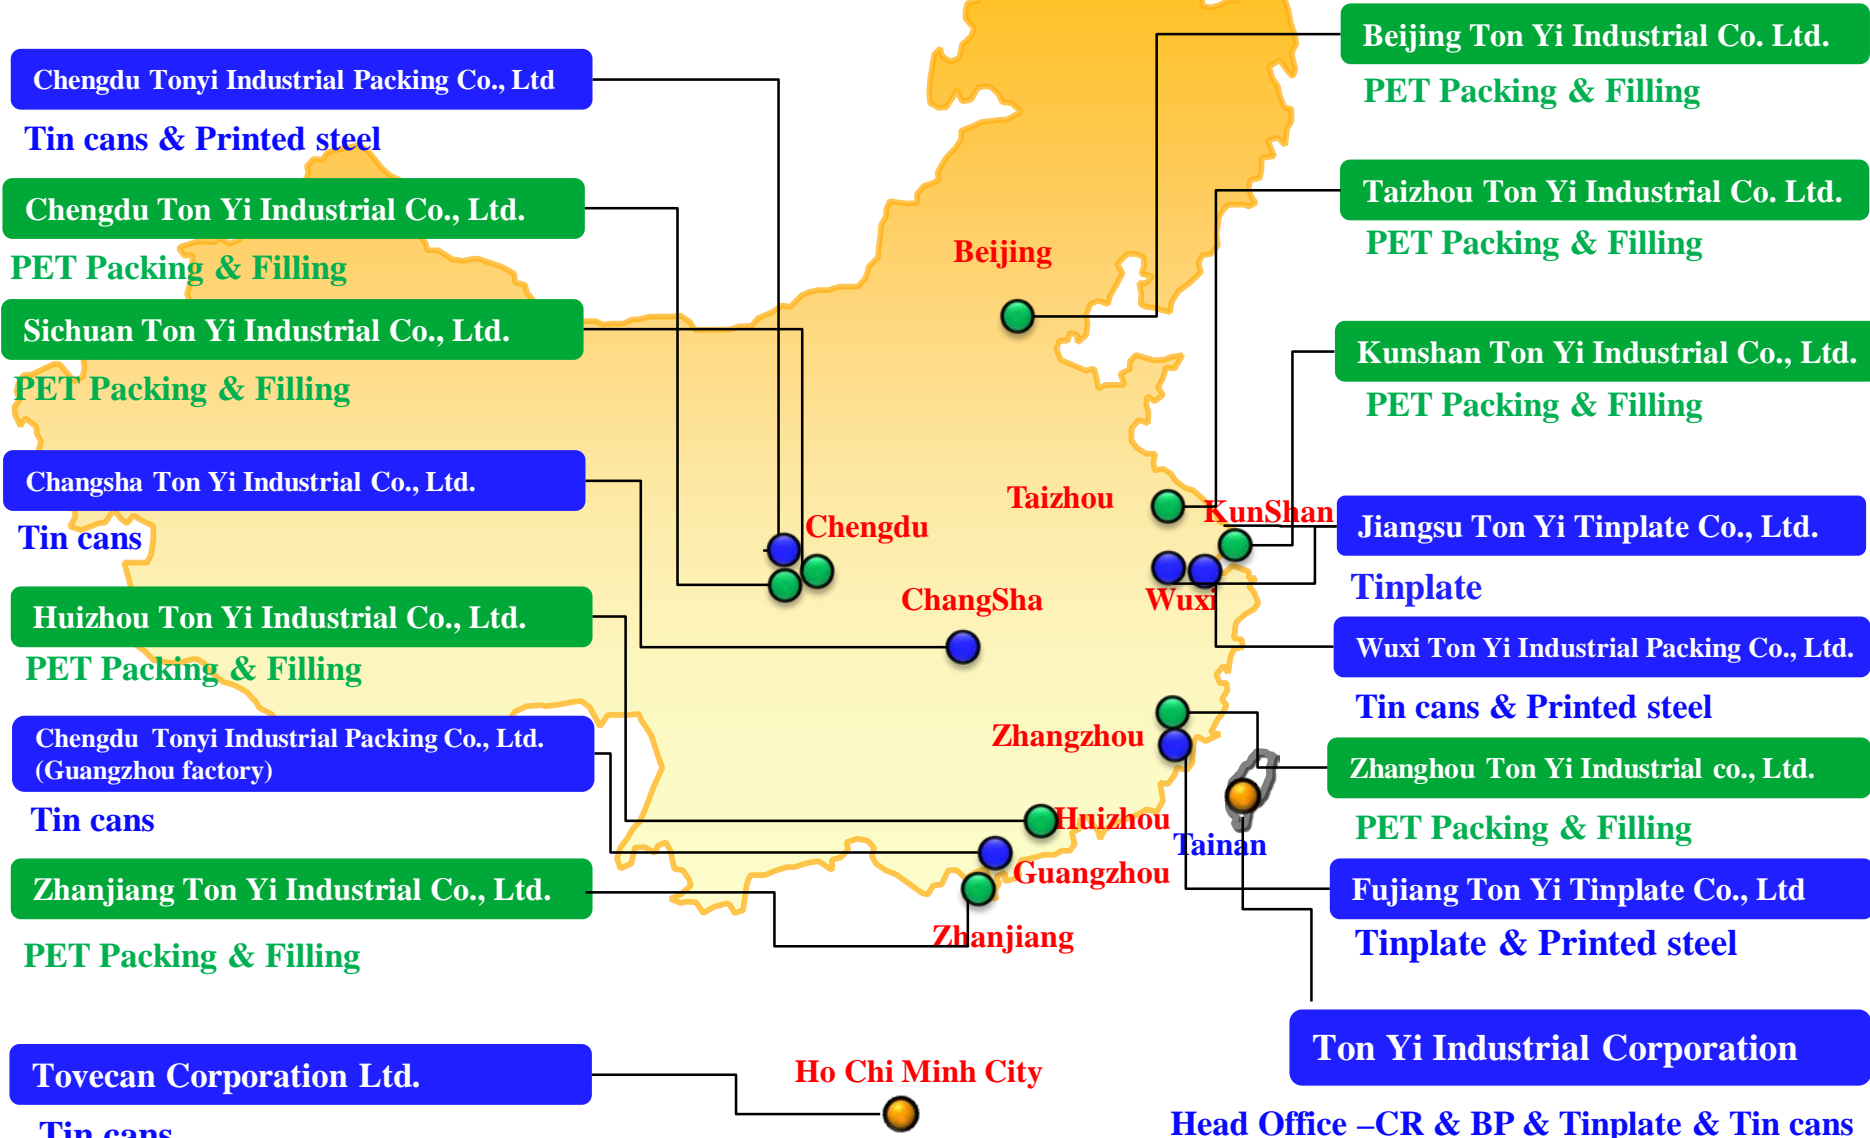 Chengdu Tonyi Industrial Packing Co., Ltd
Tin cans & Printed steel
Chengdu Ton Yi Industrial Co., Ltd.
PET Packing & Filling
Sichuan Ton Yi Industrial Co., Ltd.
PET Packing & Filling
Changsha Ton Yi Industrial Co., Ltd.
Tin cans
Huizhou Ton Yi Industrial Co., Ltd.
PET Packing & Filling
Chengdu Tonyi Industrial Packing Co., Ltd.
(Guangzhou factory)
Tin cans
Zhanjiang Ton Yi Industrial Co., Ltd.
PET Packing & Filling
Tovecan Corporation Ltd.
Tin cans
Beijing
Taizhou
KunShan
Chengdu
ChangSha
Wuxi
Zhangzhou
Huizhou
Tainan
Guangzhou
Zhanjiang
Ho Chi Minh City
Beijing Ton Yi Industrial Co. Ltd.
PET Packing & Filling
Taizhou Ton Yi Industrial Co. Ltd.
PET Packing & Filling
Kunshan Ton Yi Industrial Co., Ltd.
PET Packing & Filling
Jiangsu Ton Yi Tinplate Co., Ltd.
Tinplate
Wuxi Ton Yi Industrial Packing Co., Ltd.
Tin cans & Printed steel
Zhanghou Ton Yi Industrial co., Ltd.
PET Packing & Filling
Fujiang Ton Yi Tinplate Co., Ltd
Tinplate & Printed steel
Ton Yi Industrial Corporation
Head Office –CR & BP & Tinplate & Tin cans